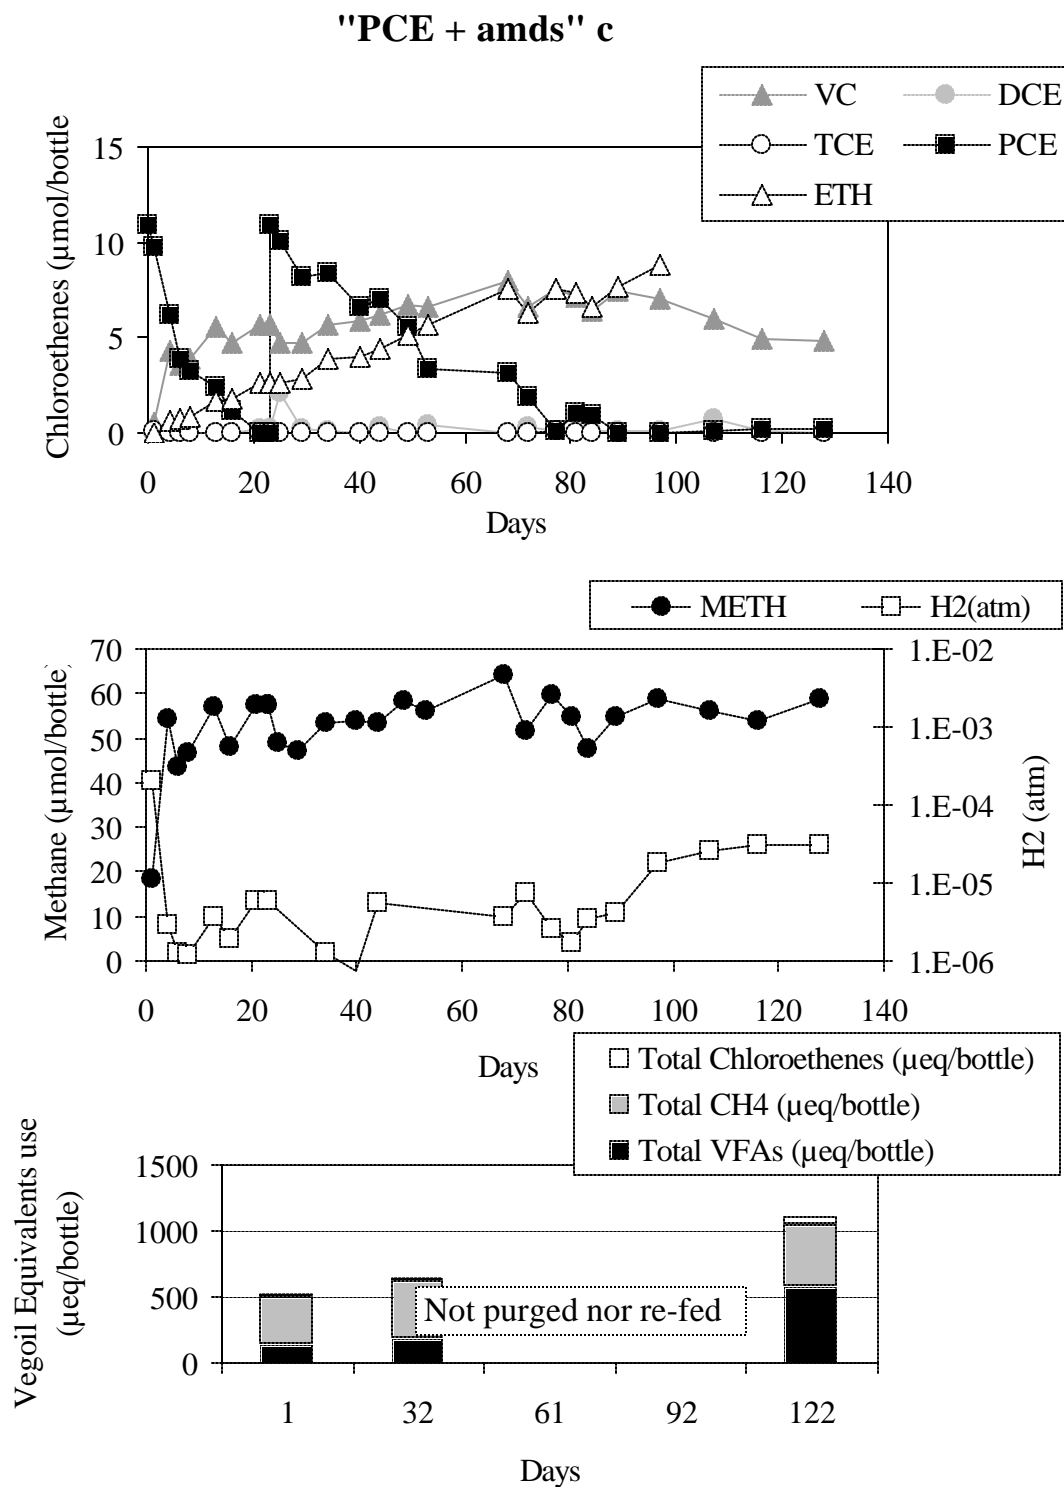 "PCE + amds" c
VC DCE
TCE PCE
ETH
Chloroethenes (µmol/bottle
15
10
5
0
0 20 40 60 80 100 120 140
Days
METH H2(atm)
Methane (µmol/bottle)
70
60
50
40
30
20
10
0
1.E-02
1.E-03
1.E-04
1.E-05
1.E-06
H2 (atm)
0 20 40 60 80 100 120 140
Days
Total Chloroethenes (µeq/bottle)
Total CH4 (µeq/bottle)
Total VFAs (µeq/bottle)
Vegoil Equivalents use
(µeq/bottle)
1500
1000
500
0
Not purged nor re-fed
1 32 61 92 122
Days